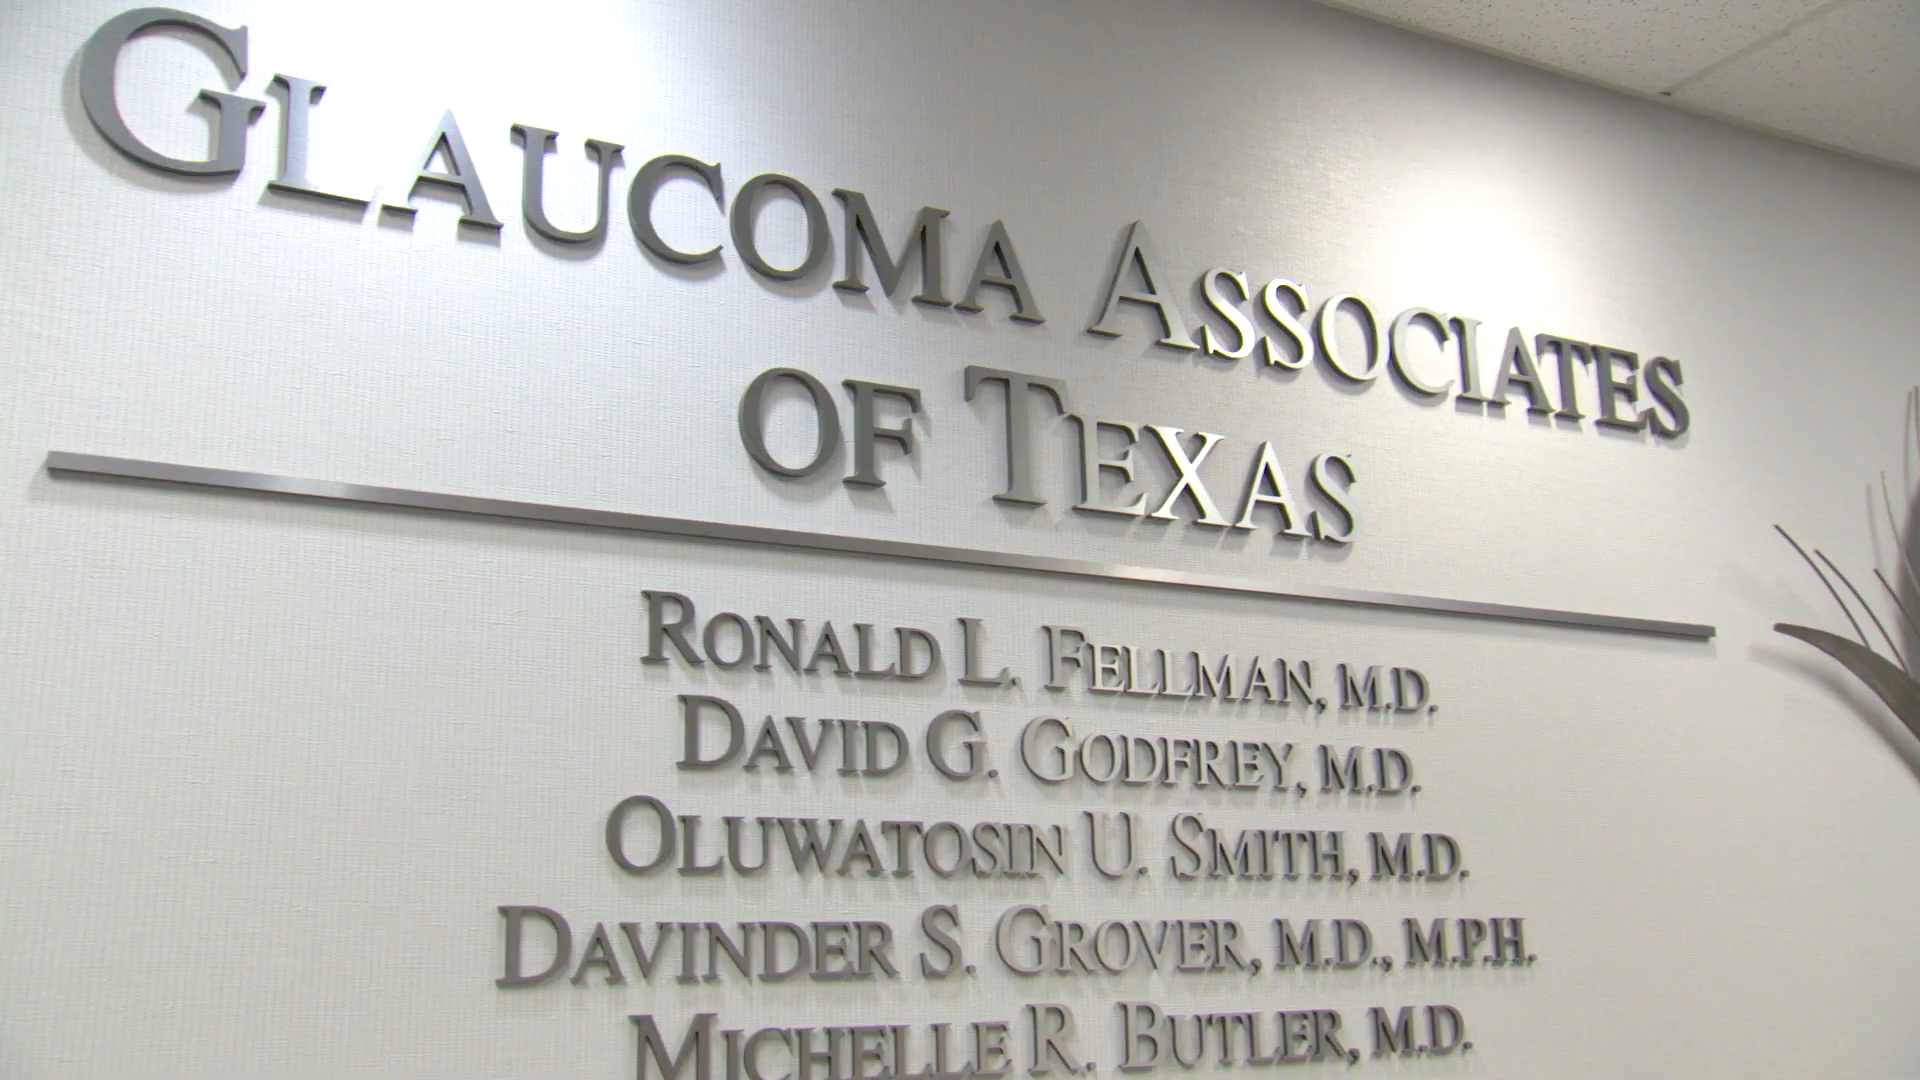 GLAUCOMA ASSOCIATES
OF TEXAS
RONALD L. FELLMAN, M.D.
DAVID G. GODFREY, M.D.
OLUWATOSIN U. SMITH, M.D.
DAVINDER S. GROVER, M.D., M.P.H.
MICHELLE R. BUTLER, M.D.